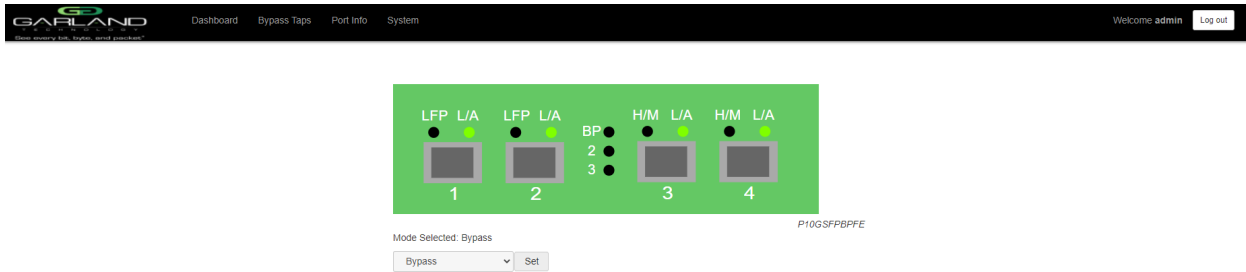 GARLAND
TECHNOLOGY
See every bit, byte, and packet®
Dashboard Bypass Taps Port Info System
Welcome admin Log out
LFP L/A LFP L/A H/M L/A H/M L/A
BP
2
3
1 2 3 4
P10GSFPBPFE
Mode Selected: Bypass
Bypass Set